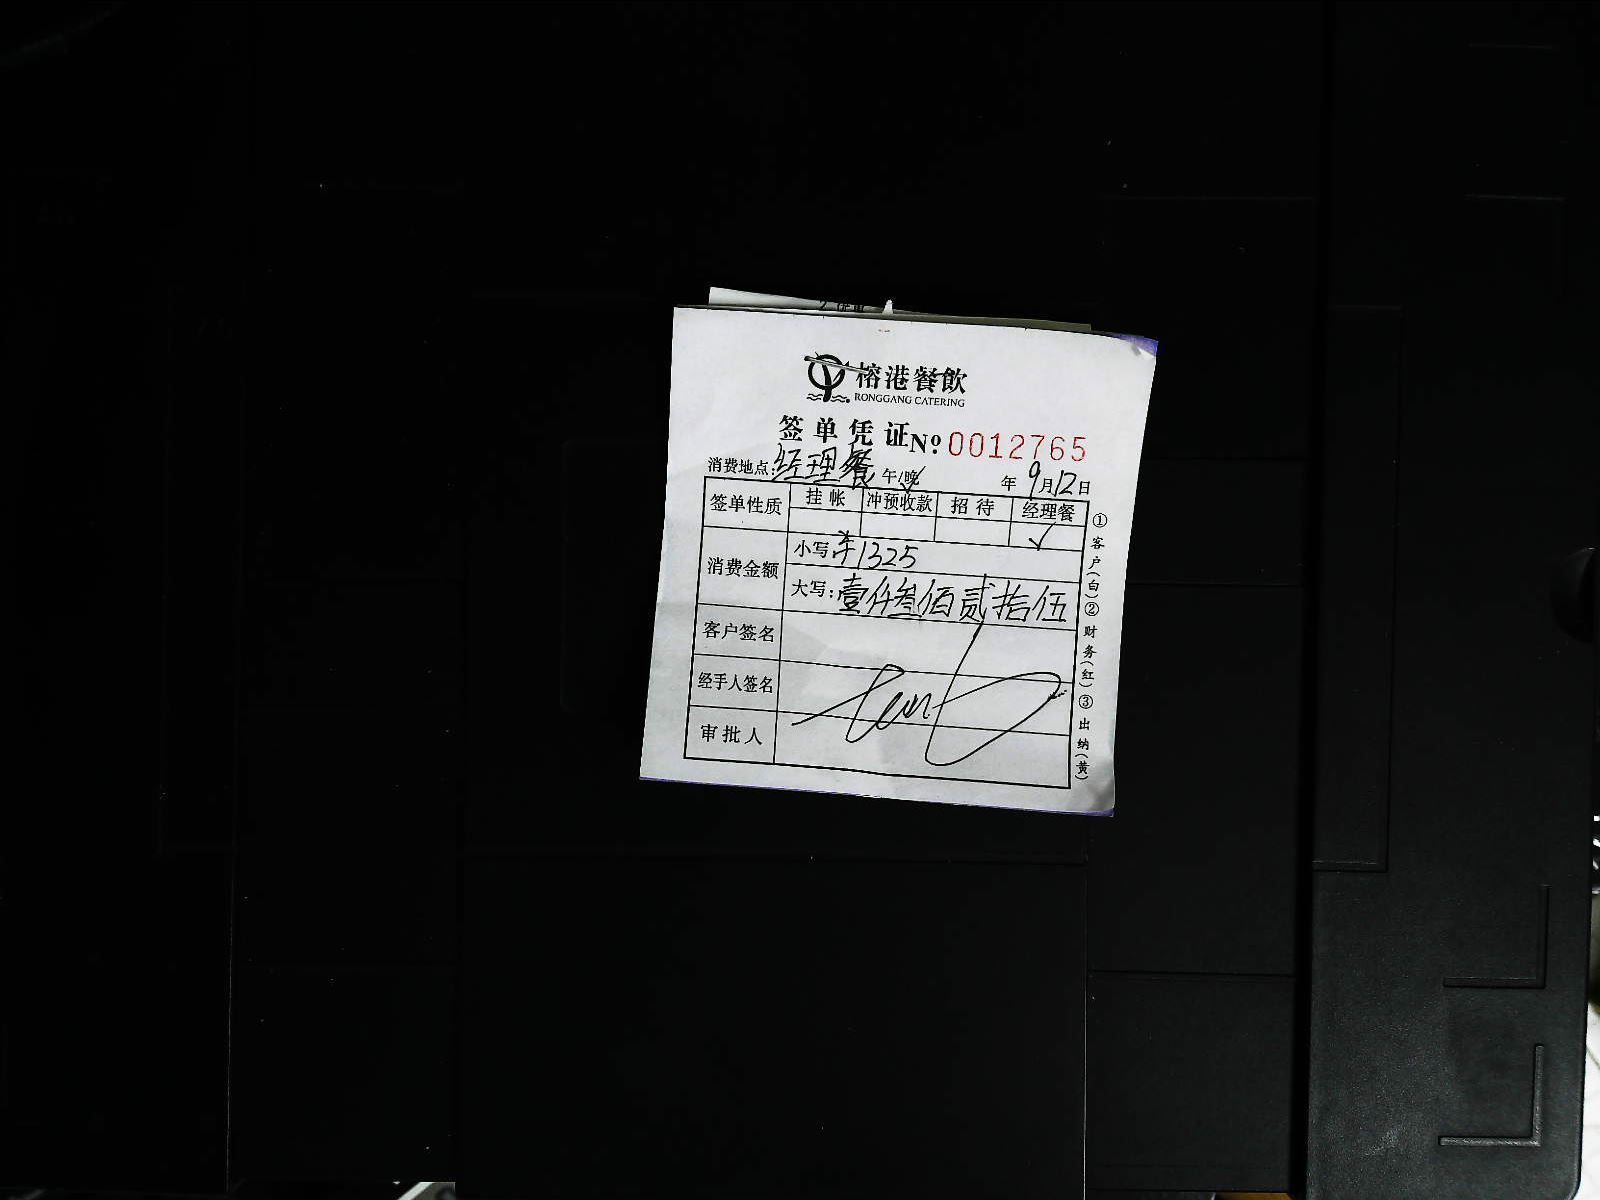 榕港餐飲
RONGGANG CATERING
签单凭证 No: 0012765
消费地点: 经理餐 午/晚 年 9月12日
签单性质 挂帐 冲预收款 招待 经理餐
✓
消费金额 小写: ¥1325
大写: 壹仟叁佰贰拾伍
客户签名
经手人签名
审批人
①客户(白)②财务(红)③出纳(黄)